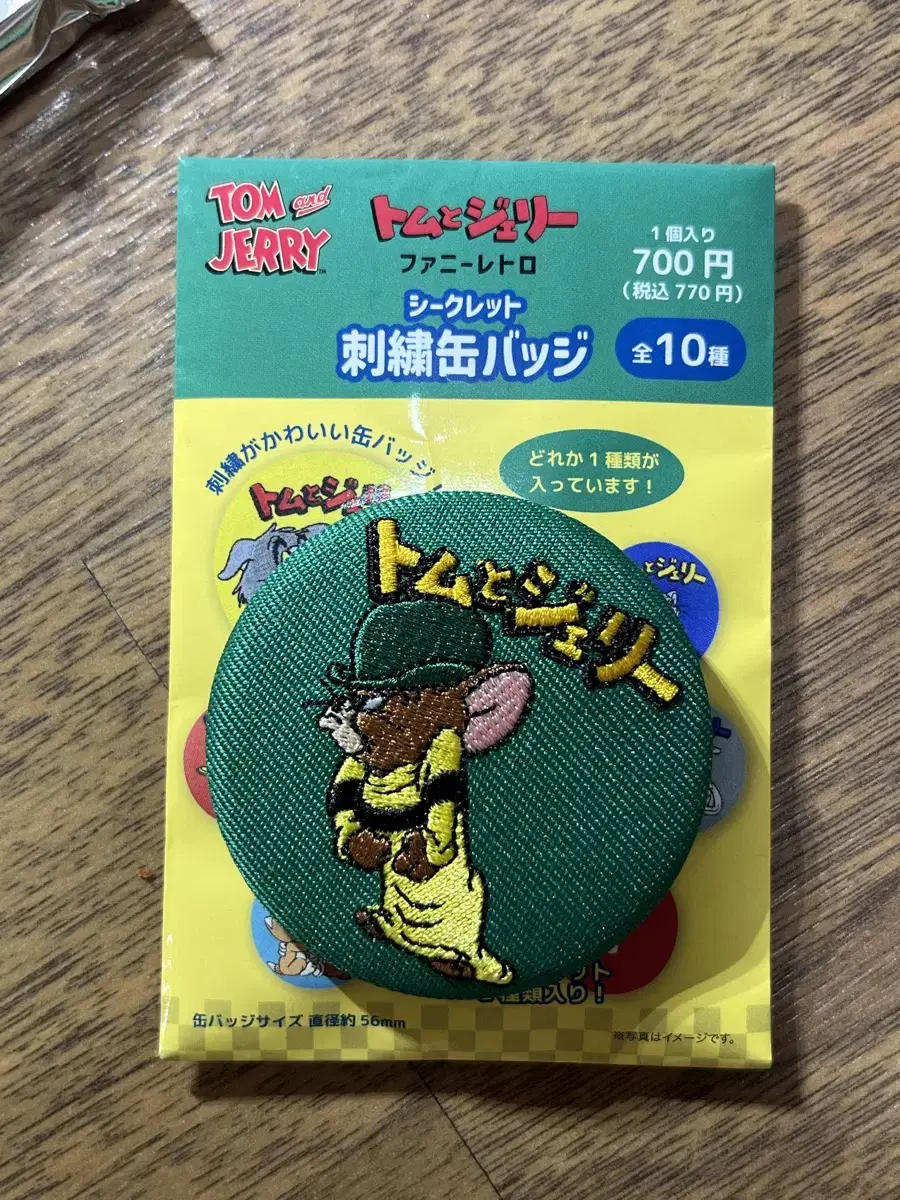 TOM and
JERRY
トムとジェリー
ファニーレトロ
シークレット
刺繍缶バッジ
1個入り
700円
(税込770円)
全10種
刺繍がかわいい缶バッジ
どれか1種類が
入っています!
トムとジェリー
トムとジェリー
とジェリー
ット
種類入り!
缶バッジサイズ 直径約56mm
※写真はイメージです。